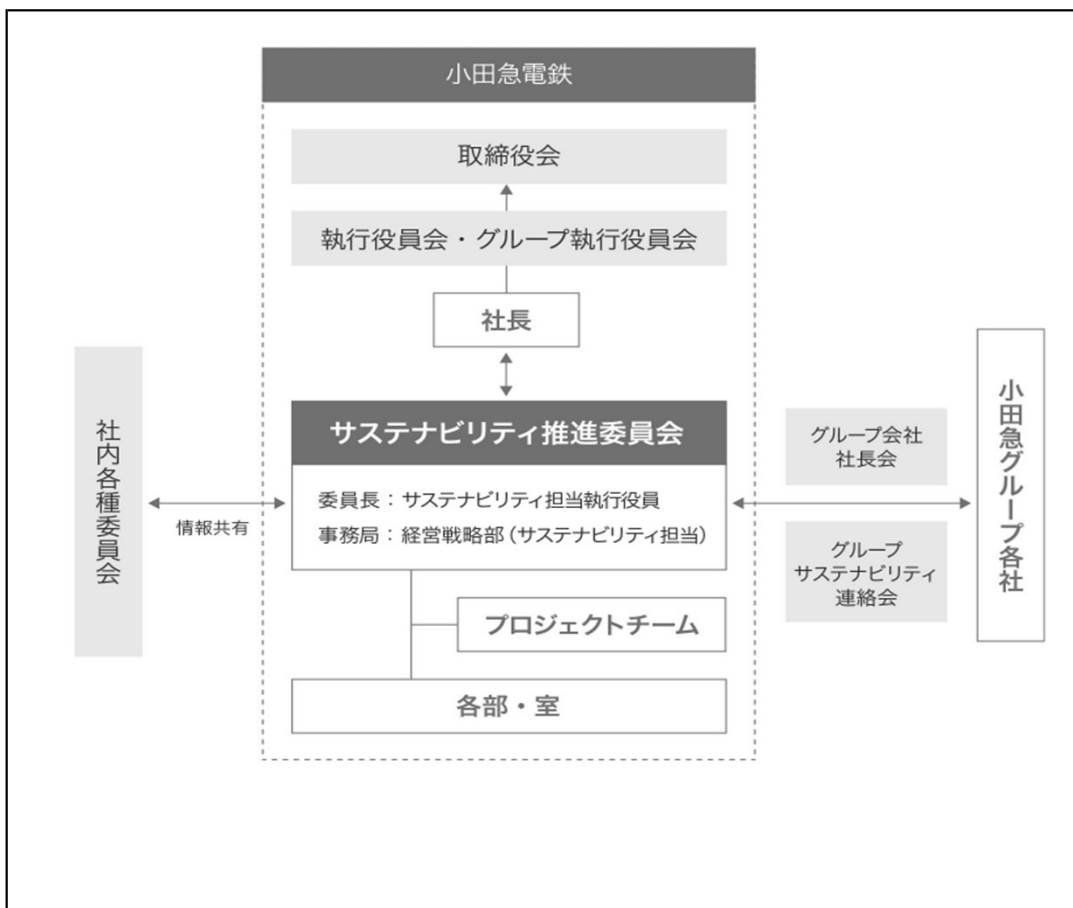 小田急電鉄
取締役会
執行役員会・グループ執行役員会
社長
サステナビリティ推進委員会
委員長：サステナビリティ担当執行役員
事務局：経営戦略部（サステナビリティ担当）
プロジェクトチーム
各部・室
社内各種委員会
情報共有
グループ会社
社長会
グループ
サステナビリティ
連絡会
小田急グループ各社